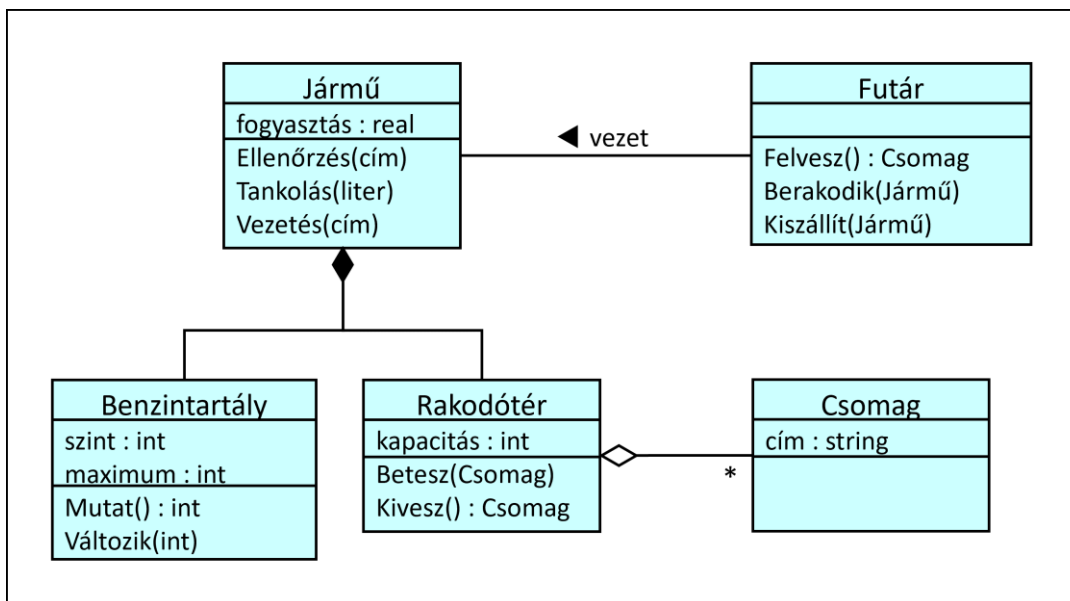 Jármű
fogyasztás : real
Ellenőrzés(cím)
Tankolás(liter)
Vezetés(cím)
◀ vezet
Futár
Felvesz() : Csomag
Berakodik(Jármű)
Kiszállít(Jármű)
Benzintartály
szint : int
maximum : int
Mutat() : int
Változik(int)
Rakodótér
kapacitás : int
Betesz(Csomag)
Kivesz() : Csomag
*
Csomag
cím : string